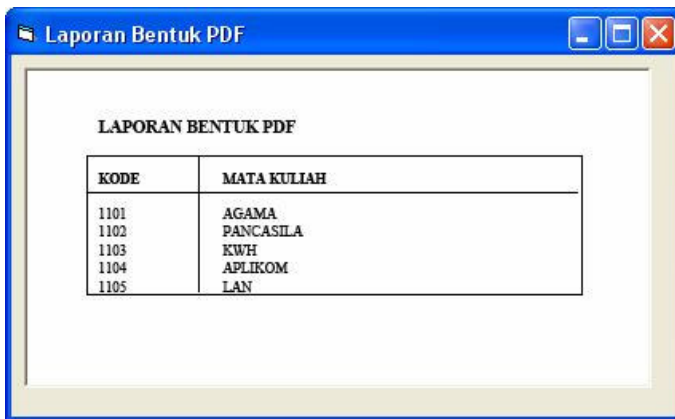 Laporan Bentuk PDF
LAPORAN BENTUK PDF
KODE MATA KULIAH
1101 AGAMA
1102 PANCASILA
1103 KWH
1104 APLIKOM
1105 LAN